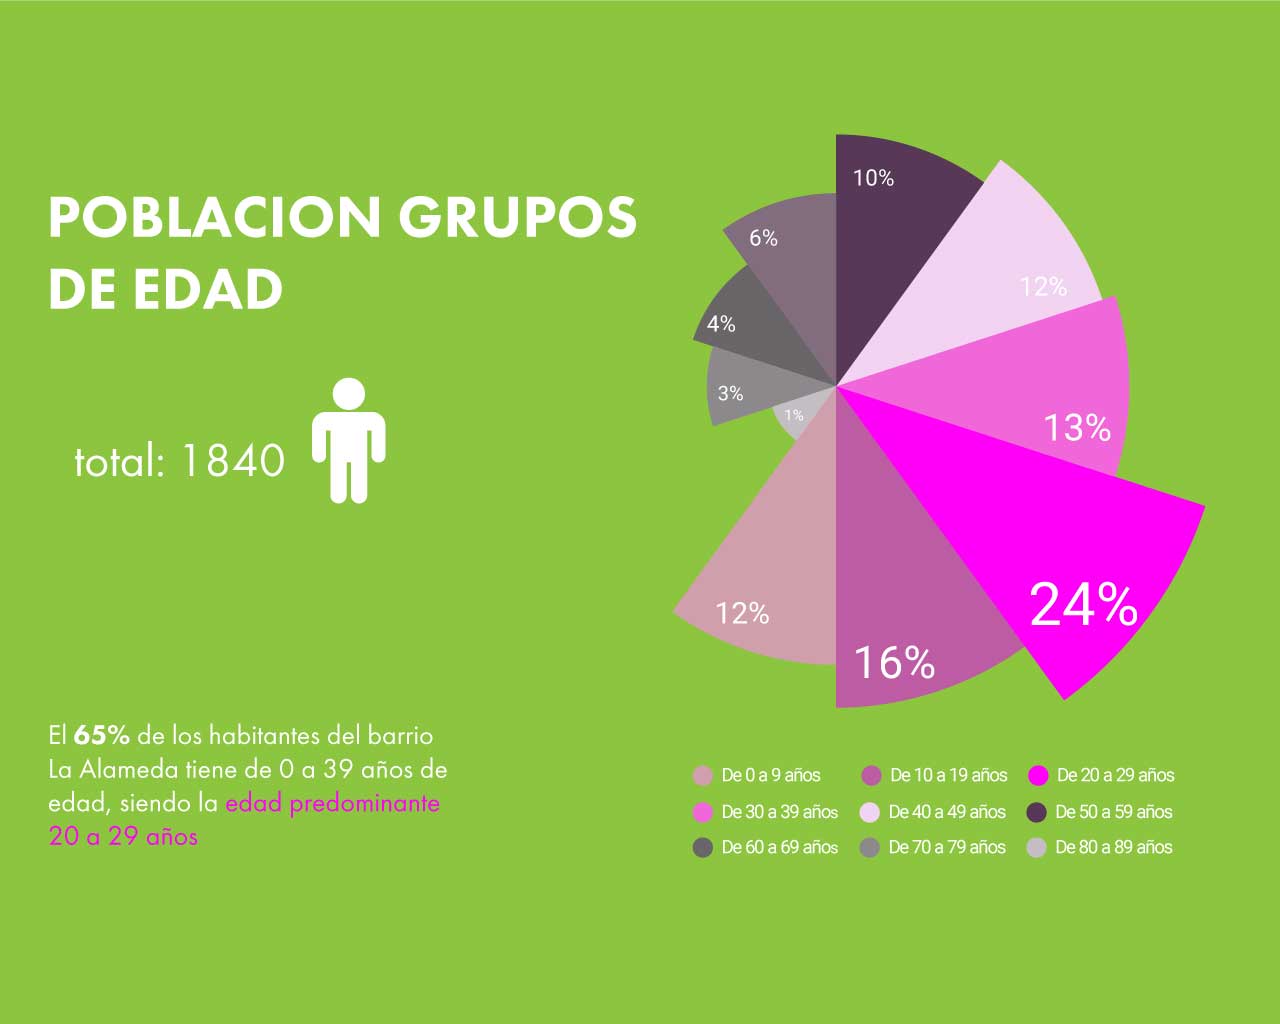 POBLACION GRUPOS
DE EDAD
total: 1840
El 65% de los habitantes del barrio
La Alameda tiene de 0 a 39 años de
edad, siendo la edad predominante
20 a 29 años
10%
12%
13%
24%
16%
12%
1%
3%
4%
6%
De 0 a 9 años
De 10 a 19 años
De 20 a 29 años
De 30 a 39 años
De 40 a 49 años
De 50 a 59 años
De 60 a 69 años
De 70 a 79 años
De 80 a 89 años